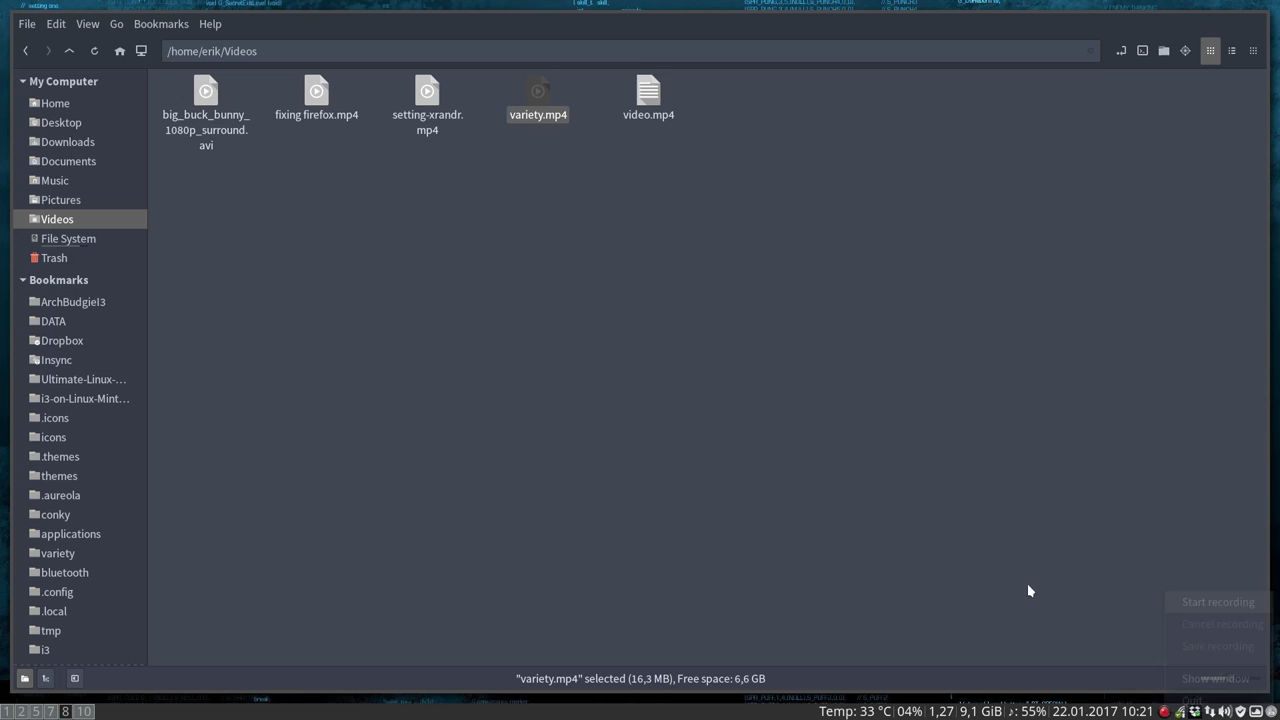 File Edit View Go Bookmarks Help
/home/erik/Videos
My Computer
Home
Desktop
Downloads
Documents
Music
Pictures
Videos
File System
Trash
Bookmarks
ArchBudgieI3
DATA
Dropbox
Insync
Ultimate-Linux-...
i3-on-Linux-Mint...
.icons
icons
.themes
themes
.aureola
conky
applications
variety
bluetooth
.config
.local
tmp
i3
big_buck_bunny_
1080p_surround.
avi
fixing firefox.mp4
setting-xrandr.
mp4
variety.mp4
video.mp4
Start recording
Cancel recording
Save recording
Show window
Quit
"variety.mp4" selected (16,3 MB), Free space: 6,6 GB
1 2 5 7 8 10
Temp: 33 °C 04% 1,27 9,1 GiB ♪: 55% 22.01.2017 10:21